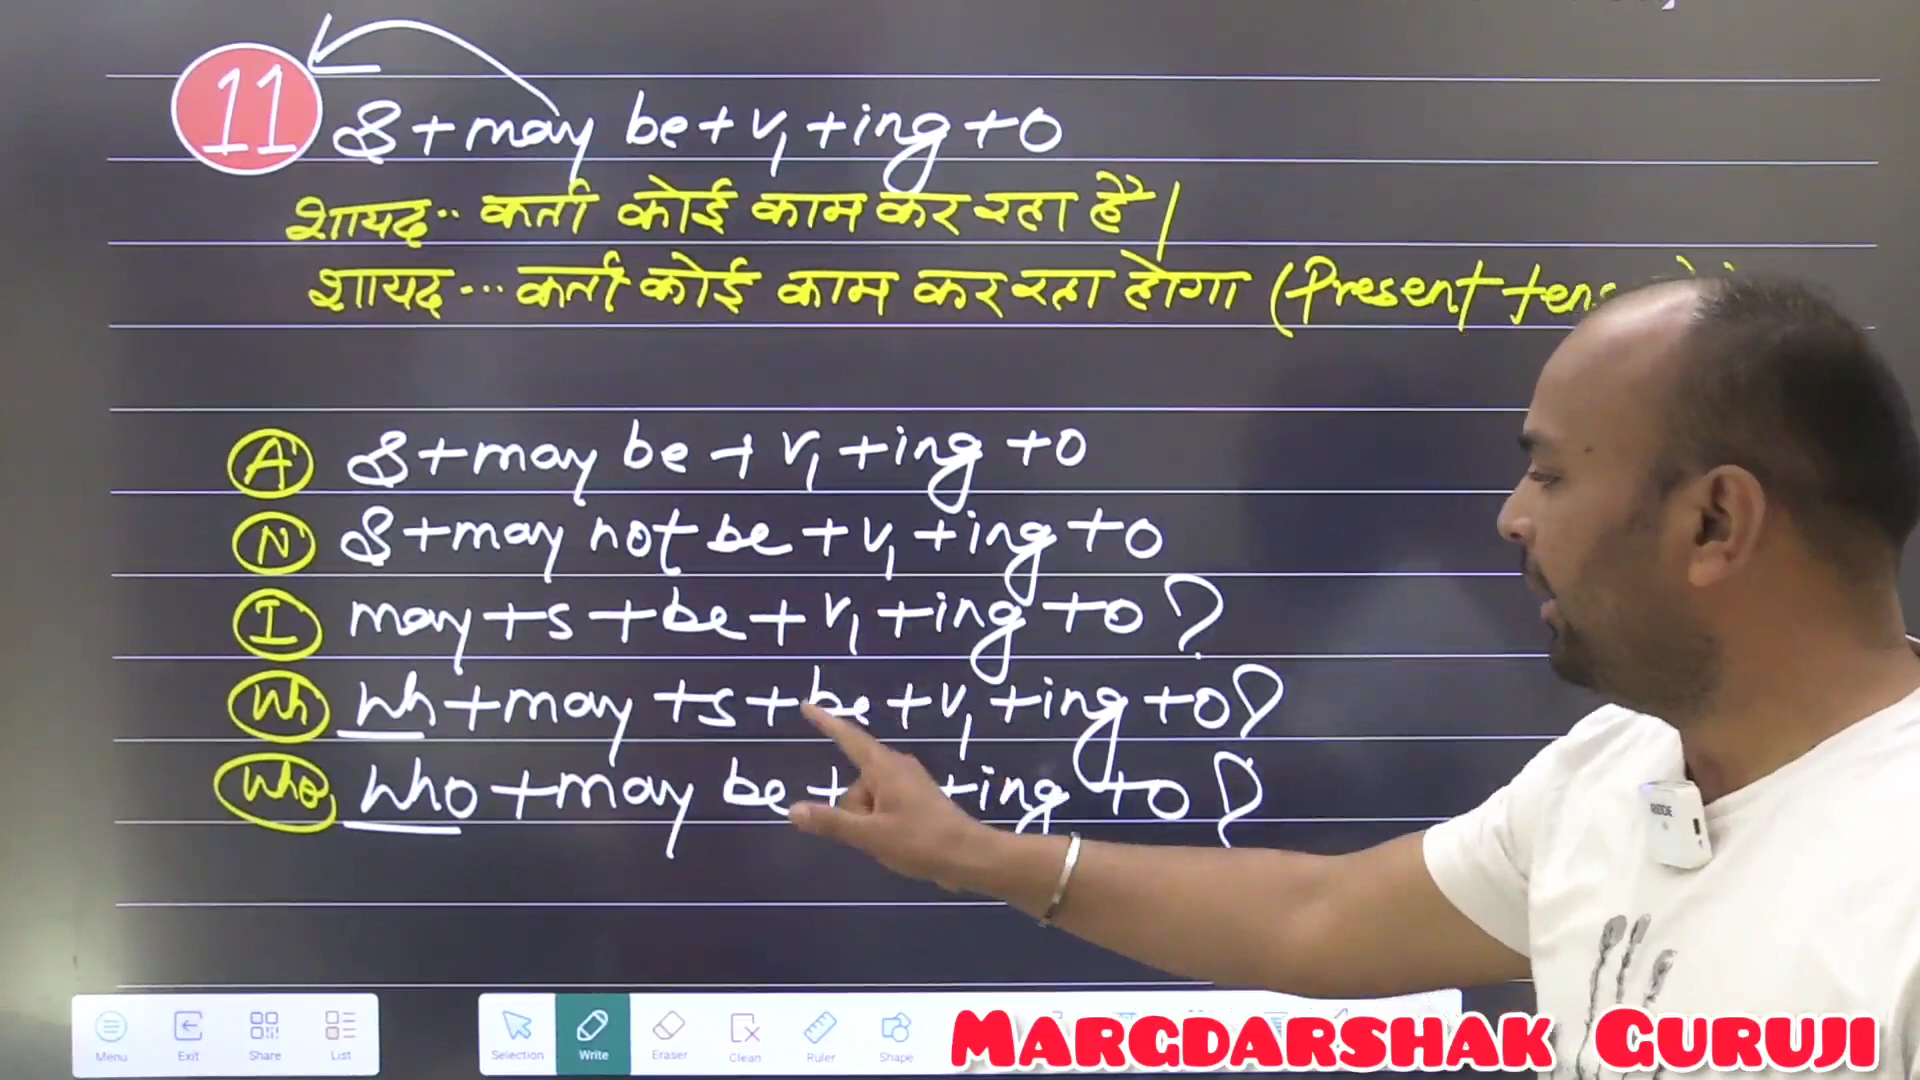 11 S+may be+V1+ing+O
शायद.. कर्ता कोई काम कर रहा है।
शायद... कर्ता कोई काम कर रहा होगा (Present
A S+may be+V1+ing+O
N S+may not be+V1+ing+O
I may+s+be+V1+ing+O?
Wh Wh+may+s+be+V1+ing+O?
Who Who+may be+ +ing+O?
RODE
Menu Exit Share List Selection Write Eraser Clean Ruler Shape
MARGDARSHAK GURUJI